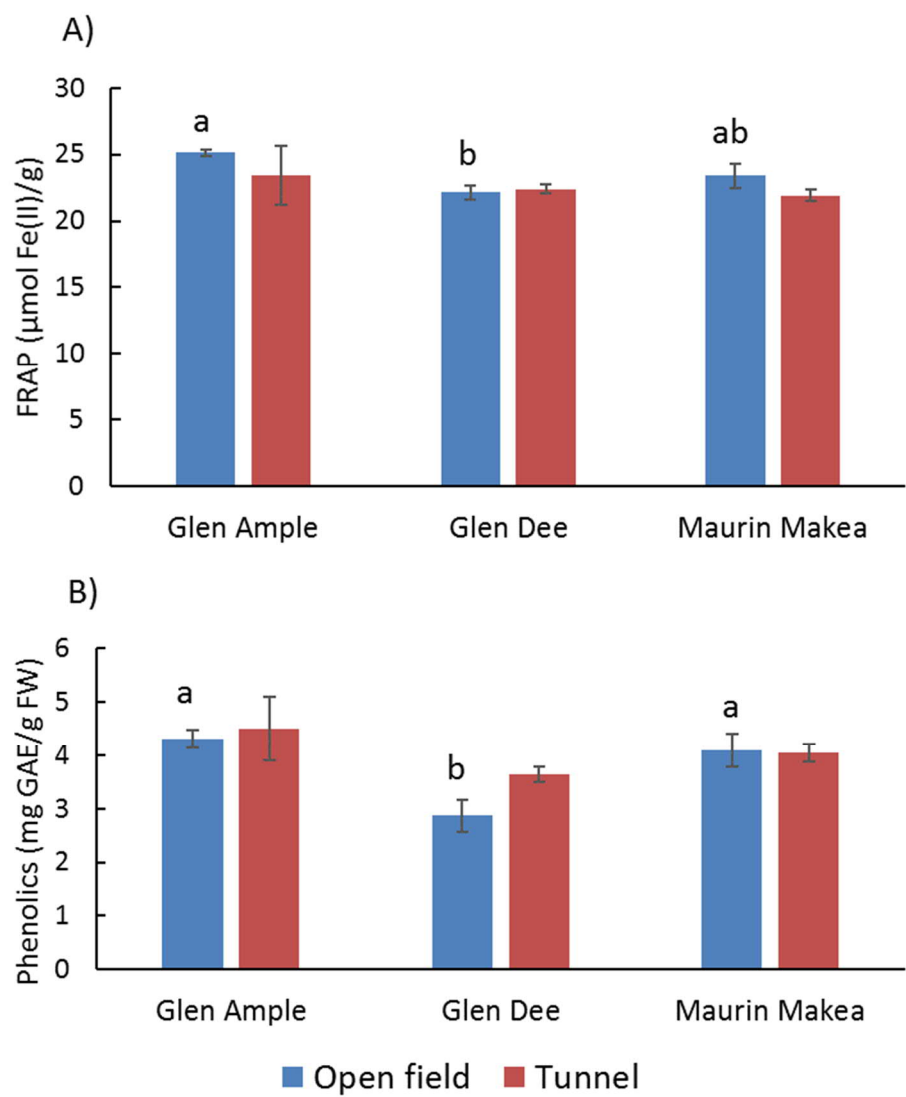 A)
FRAP (µmol Fe(II)/g)
30
25
20
15
10
5
0
a
b
ab
Glen Ample Glen Dee Maurin Makea
B)
Phenolics (mg GAE/g FW)
6
5
4
3
2
1
0
a
b
a
Glen Ample Glen Dee Maurin Makea
Open field Tunnel